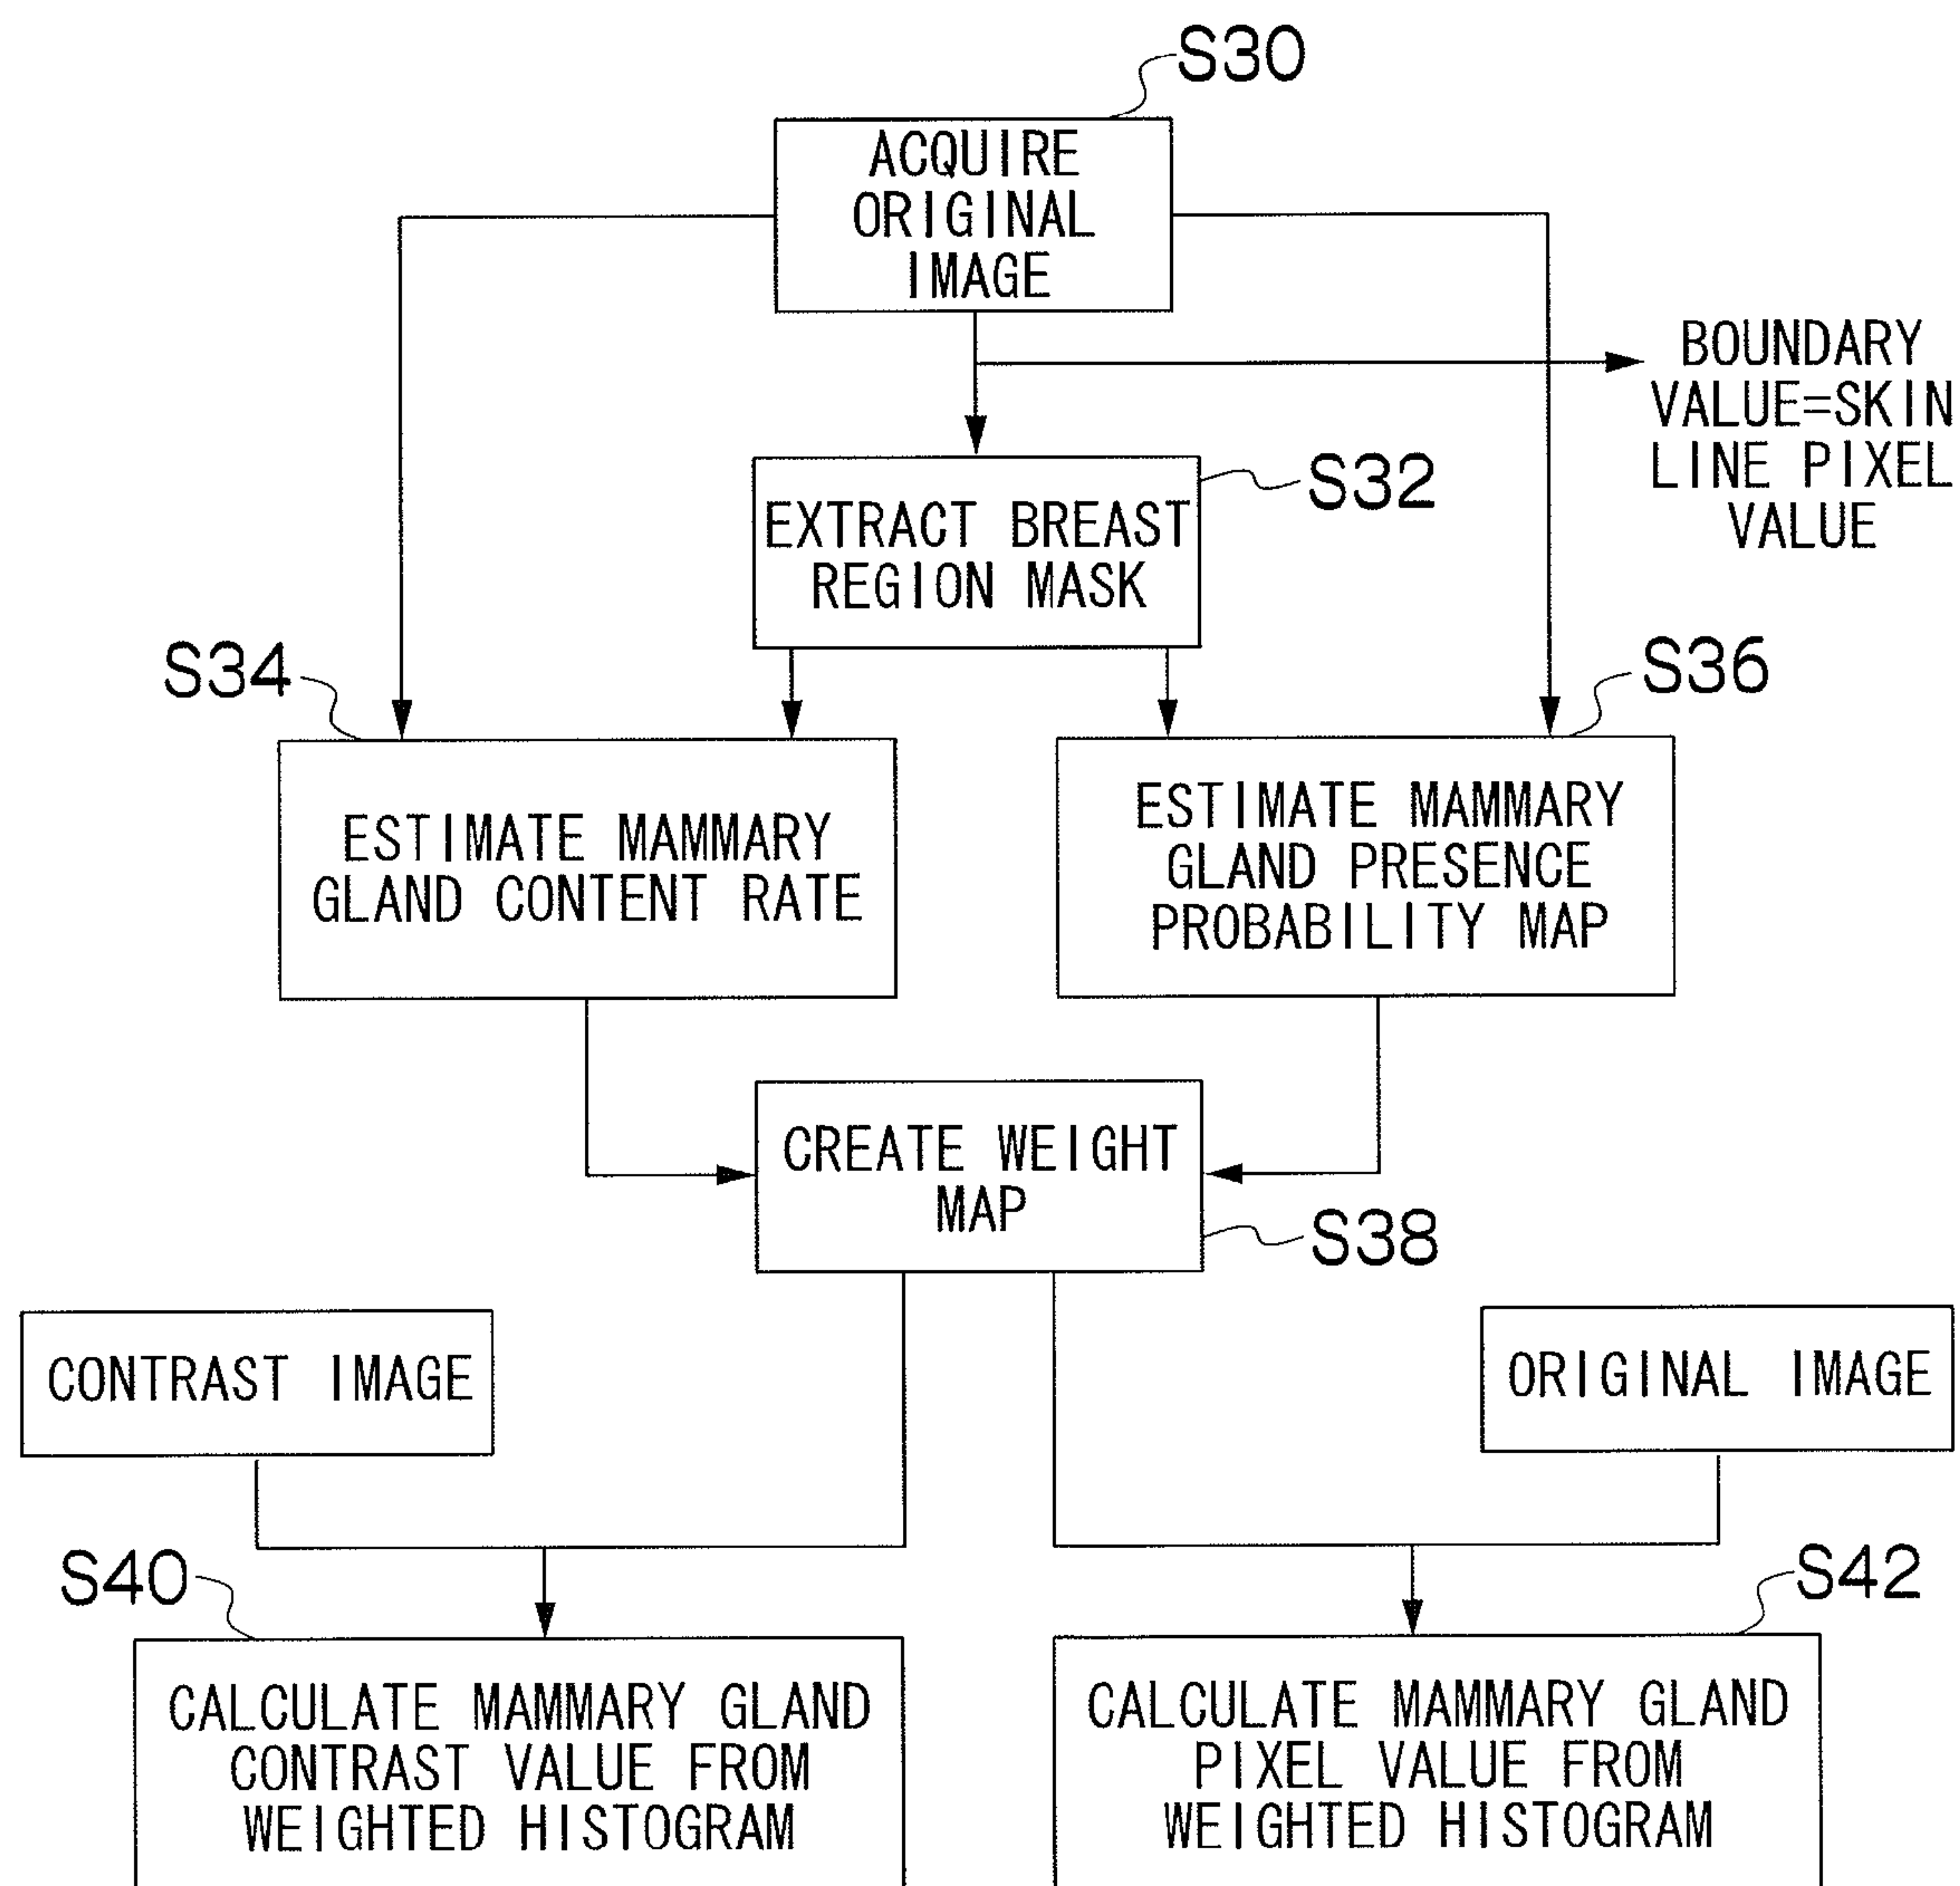 S30
ACQUIRE
ORIGINAL
IMAGE
BOUNDARY
VALUE=SKIN
LINE PIXEL
VALUE
S32
EXTRACT BREAST
REGION MASK
S34
S36
ESTIMATE MAMMARY
GLAND CONTENT RATE
ESTIMATE MAMMARY
GLAND PRESENCE
PROBABILITY MAP
CREATE WEIGHT
MAP
S38
CONTRAST IMAGE
ORIGINAL IMAGE
S40
S42
CALCULATE MAMMARY GLAND
CONTRAST VALUE FROM
WEIGHTED HISTOGRAM
CALCULATE MAMMARY GLAND
PIXEL VALUE FROM
WEIGHTED HISTOGRAM